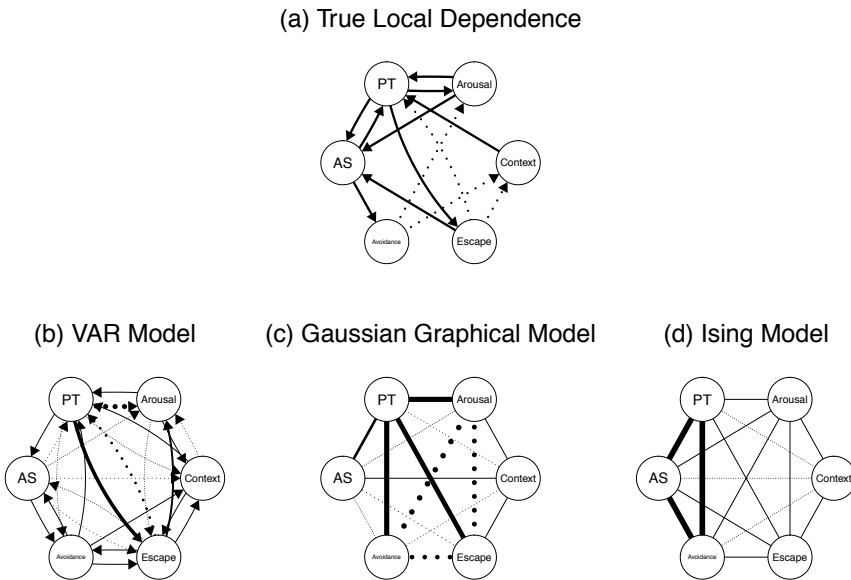 (a) True Local Dependence
PT
Arousal
AS
Context
Avoidance
Escape
(b) VAR Model
(c) Gaussian Graphical Model
(d) Ising Model
PT
Arousal
AS
Context
Avoidance
Escape
PT
Arousal
AS
Context
Avoidance
Escape
PT
Arousal
AS
Context
Avoidance
Escape